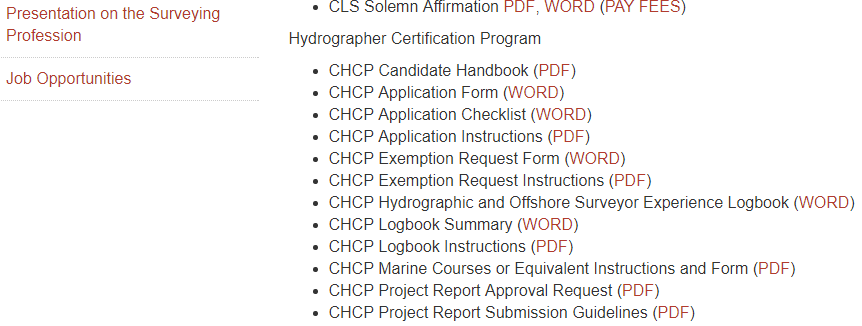 Presentation on the Surveying
Profession
Job Opportunities
• CLS Solemn Affirmation PDF, WORD (PAY FEES)
Hydrographer Certification Program
• CHCP Candidate Handbook (PDF)
• CHCP Application Form (WORD)
• CHCP Application Checklist (WORD)
• CHCP Application Instructions (PDF)
• CHCP Exemption Request Form (WORD)
• CHCP Exemption Request Instructions (PDF)
• CHCP Hydrographic and Offshore Surveyor Experience Logbook (WORD)
• CHCP Logbook Summary (WORD)
• CHCP Logbook Instructions (PDF)
• CHCP Marine Courses or Equivalent Instructions and Form (PDF)
• CHCP Project Report Approval Request (PDF)
• CHCP Project Report Submission Guidelines (PDF)